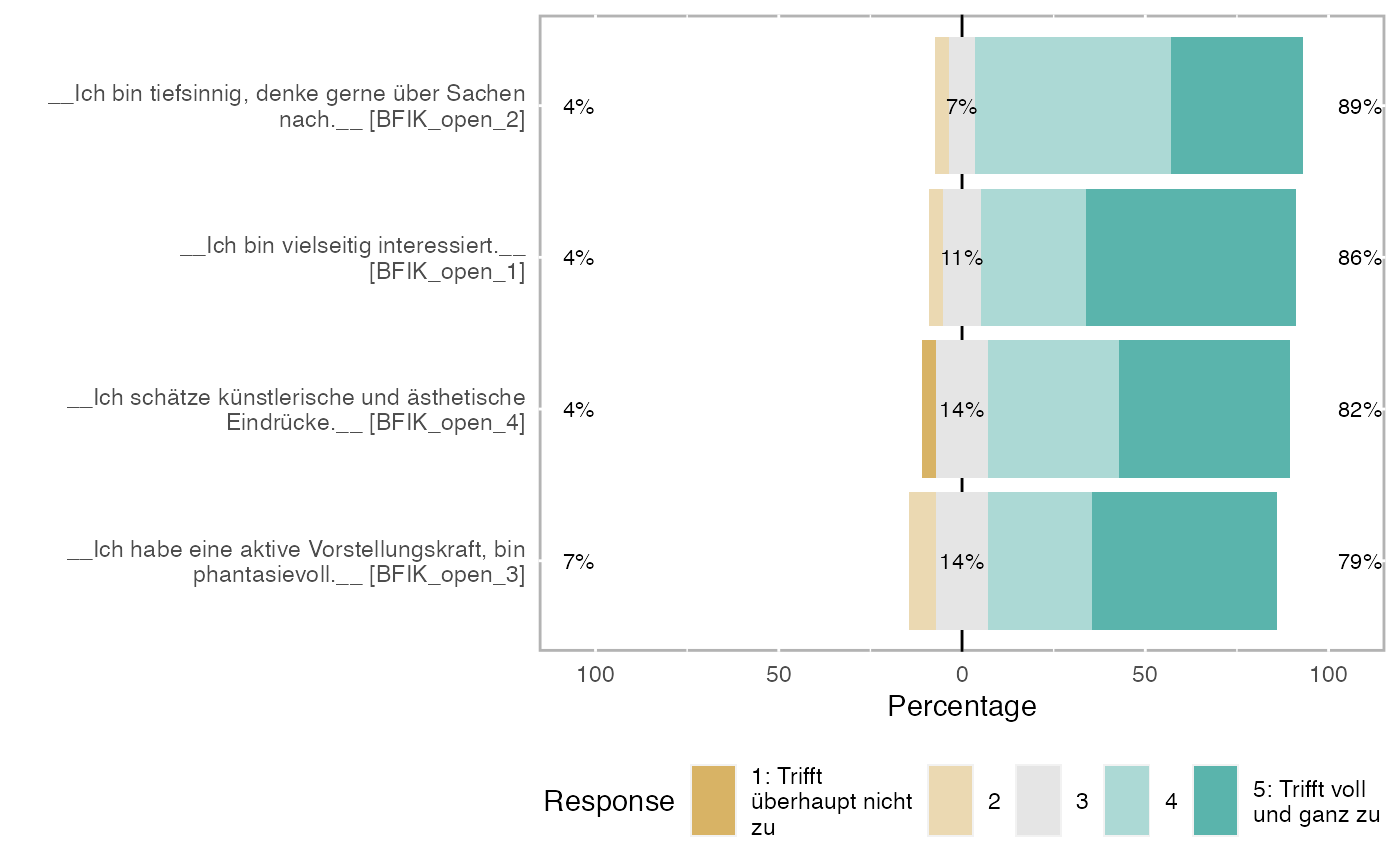 __Ich bin tiefsinnig, denke gerne über Sachen
nach.__ [BFIK_open_2]
4%
7%
89%
__Ich bin vielseitig interessiert.__
[BFIK_open_1]
4%
11%
86%
__Ich schätze künstlerische und ästhetische
Eindrücke.__ [BFIK_open_4]
4%
14%
82%
__Ich habe eine aktive Vorstellungskraft, bin
phantasievoll.__ [BFIK_open_3]
7%
14%
79%
100 50 0 50 100
Percentage
Response
1: Trifft
überhaupt nicht
zu
2
3
4
5: Trifft voll
und ganz zu